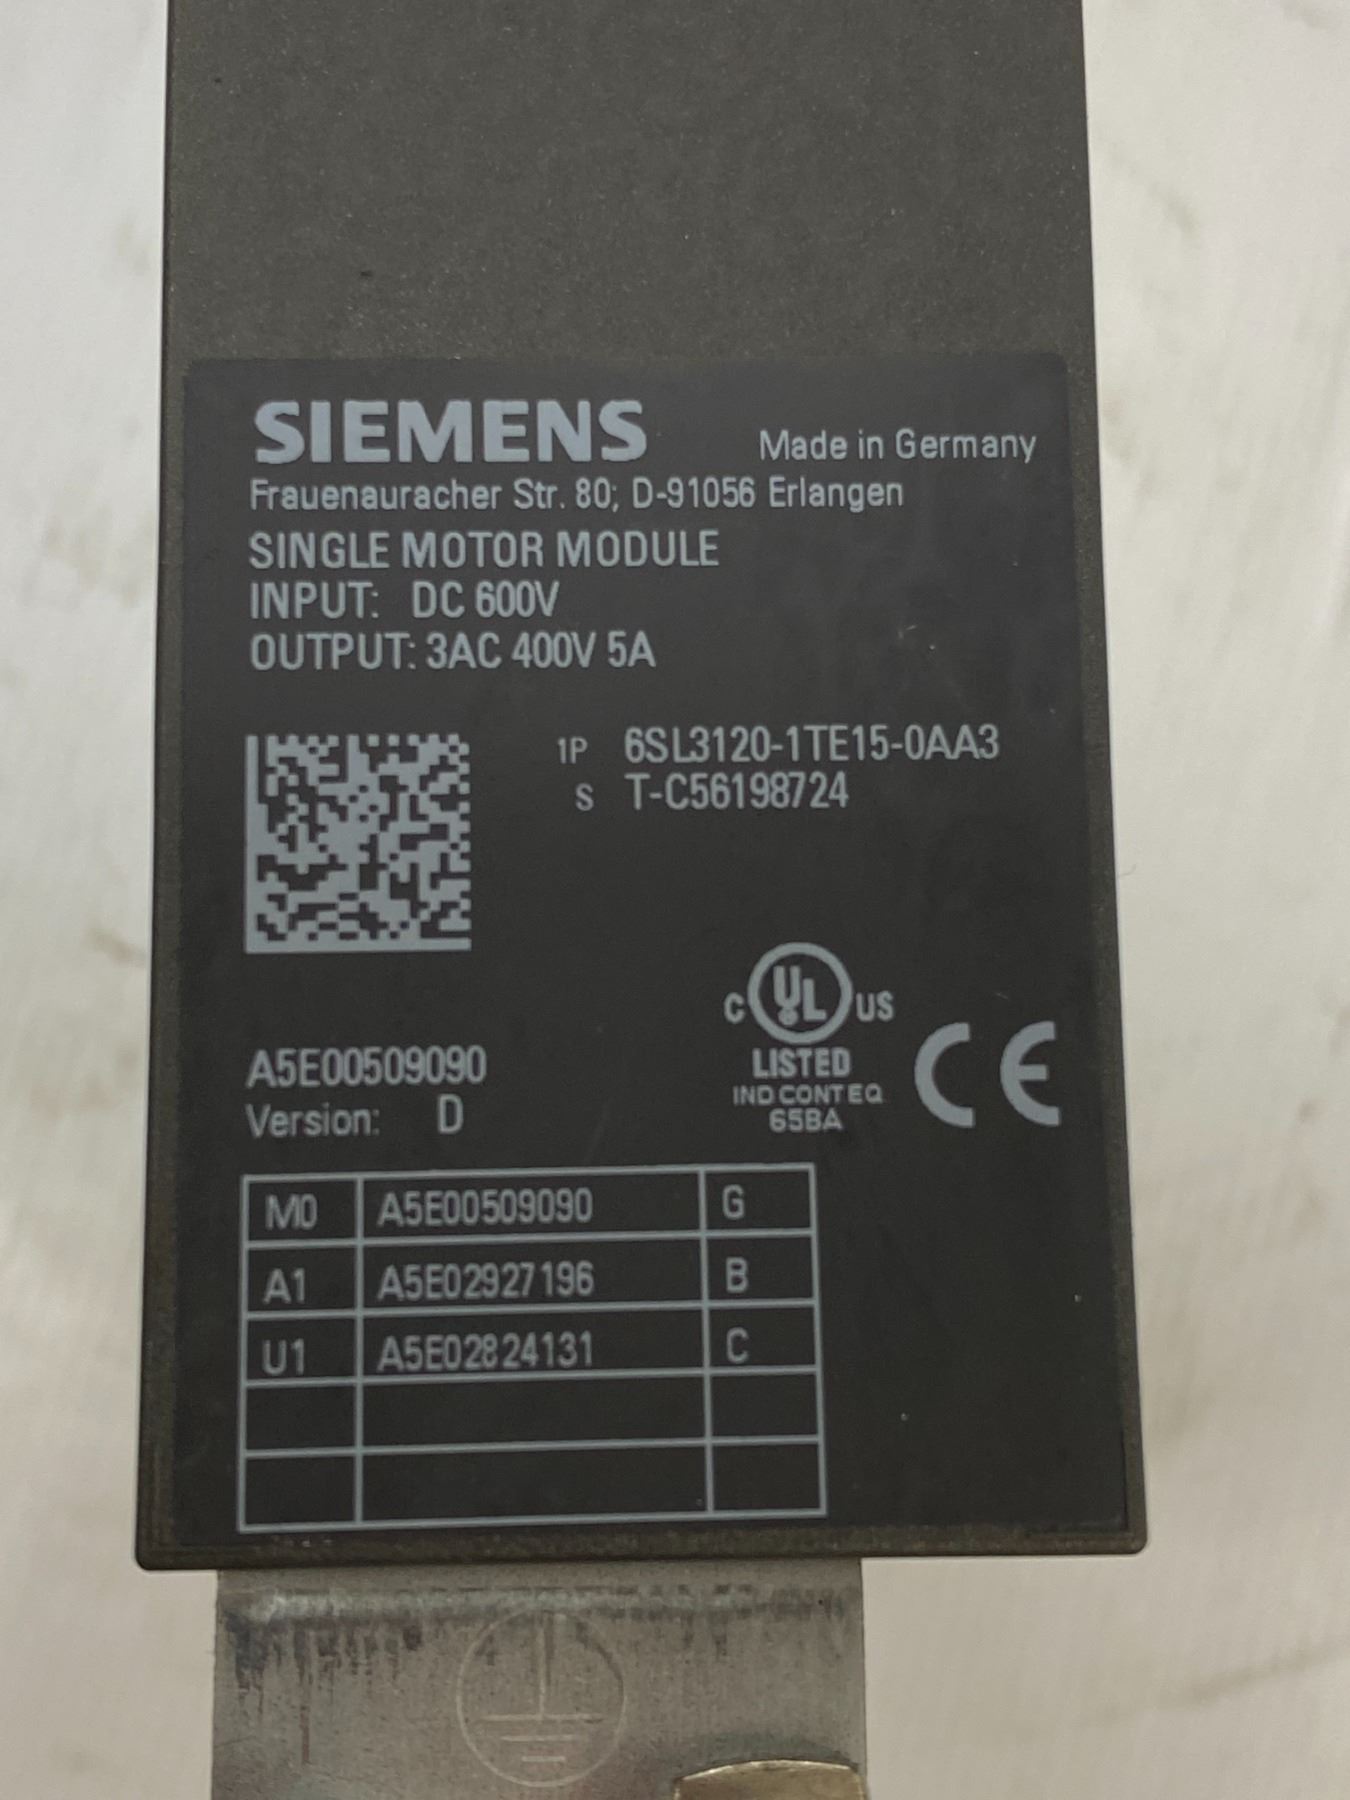 SIEMENS Made in Germany
Frauenauracher Str. 80; D-91056 Erlangen
SINGLE MOTOR MODULE
INPUT: DC 600V
OUTPUT: 3AC 400V 5A
1P 6SL3120-1TE15-0AA3
S T-C56198724
C UL US
LISTED
IND CONT EQ
65BA
CE
A5E00509090
Version: D
M0 A5E00509090 G
A1 A5E02927196 B
U1 A5E02824131 C